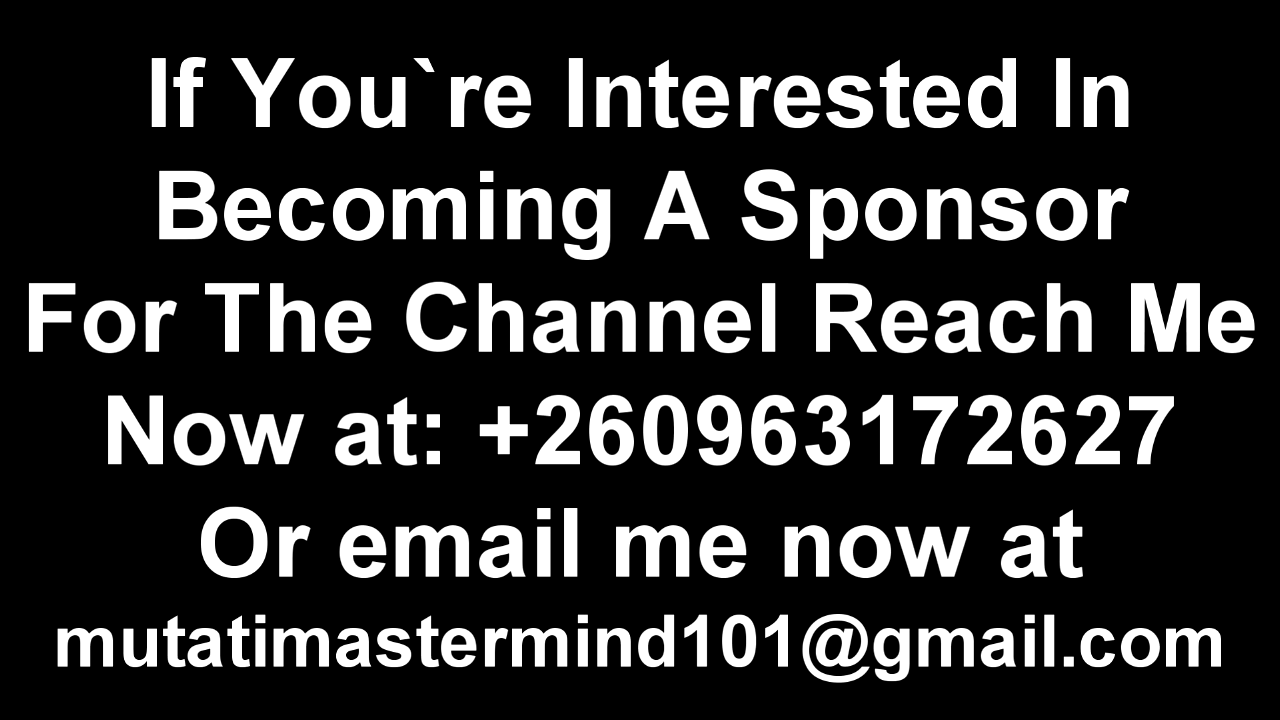 If You`re Interested In
Becoming A Sponsor
For The Channel Reach Me
Now at: +260963172627
Or email me now at
mutatimastermind101@gmail.com